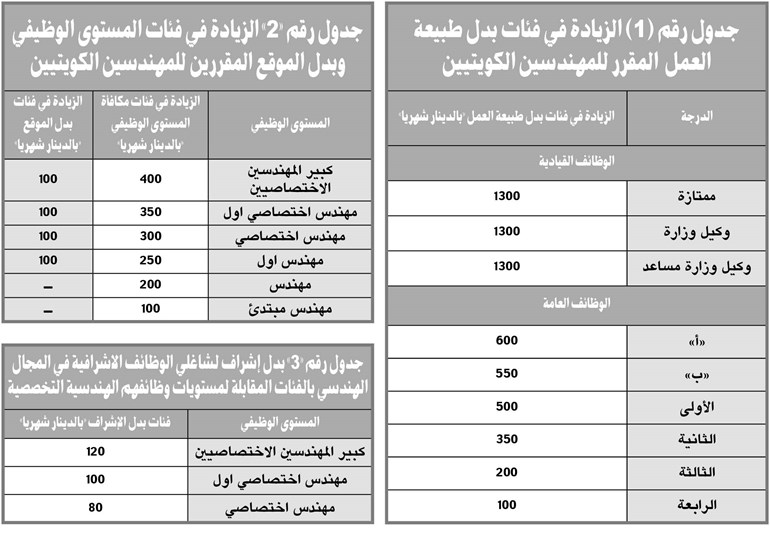 جدول رقم (1) الزيادة في فئات بدل طبيعة
العمل المقرر للمهندسين الكويتيين
الدرجة الزيادة في فئات بدل طبيعة العمل "بالدينار شهريا"
الوظائف القيادية
ممتازة 1300
وكيل وزارة 1300
وكيل وزارة مساعد 1300
الوظائف العامة
«أ» 600
«ب» 550
الأولى 500
الثانية 350
الثالثة 200
الرابعة 100
جدول رقم «2» الزيادة في فئات المستوى الوظيفي
وبدل الموقع المقررين للمهندسين الكويتيين
المستوى الوظيفي
الزيادة في فئات مكافاة
المستوى الوظيفي
"بالدينار شهريا"
الزيادة في فئات
بدل الموقع
"بالدينار شهريا"
كبير المهندسين
الاختصاصيين 400 100
مهندس اختصاصي اول 350 100
مهندس اختصاصي 300 100
مهندس اول 250 100
مهندس 200 –
مهندس مبتدئ 100 –
جدول رقم «3» بدل إشراف لشاغلي الوظائف الاشرافية في المجال
الهندسي بالفئات المقابلة لمستويات وظائفهم الهندسية التخصصية
المستوى الوظيفي فئات بدل الإشراف "بالدينار شهريا"
كبير المهندسين الاختصاصيين 120
مهندس اختصاصي اول 100
مهندس اختصاصي 80